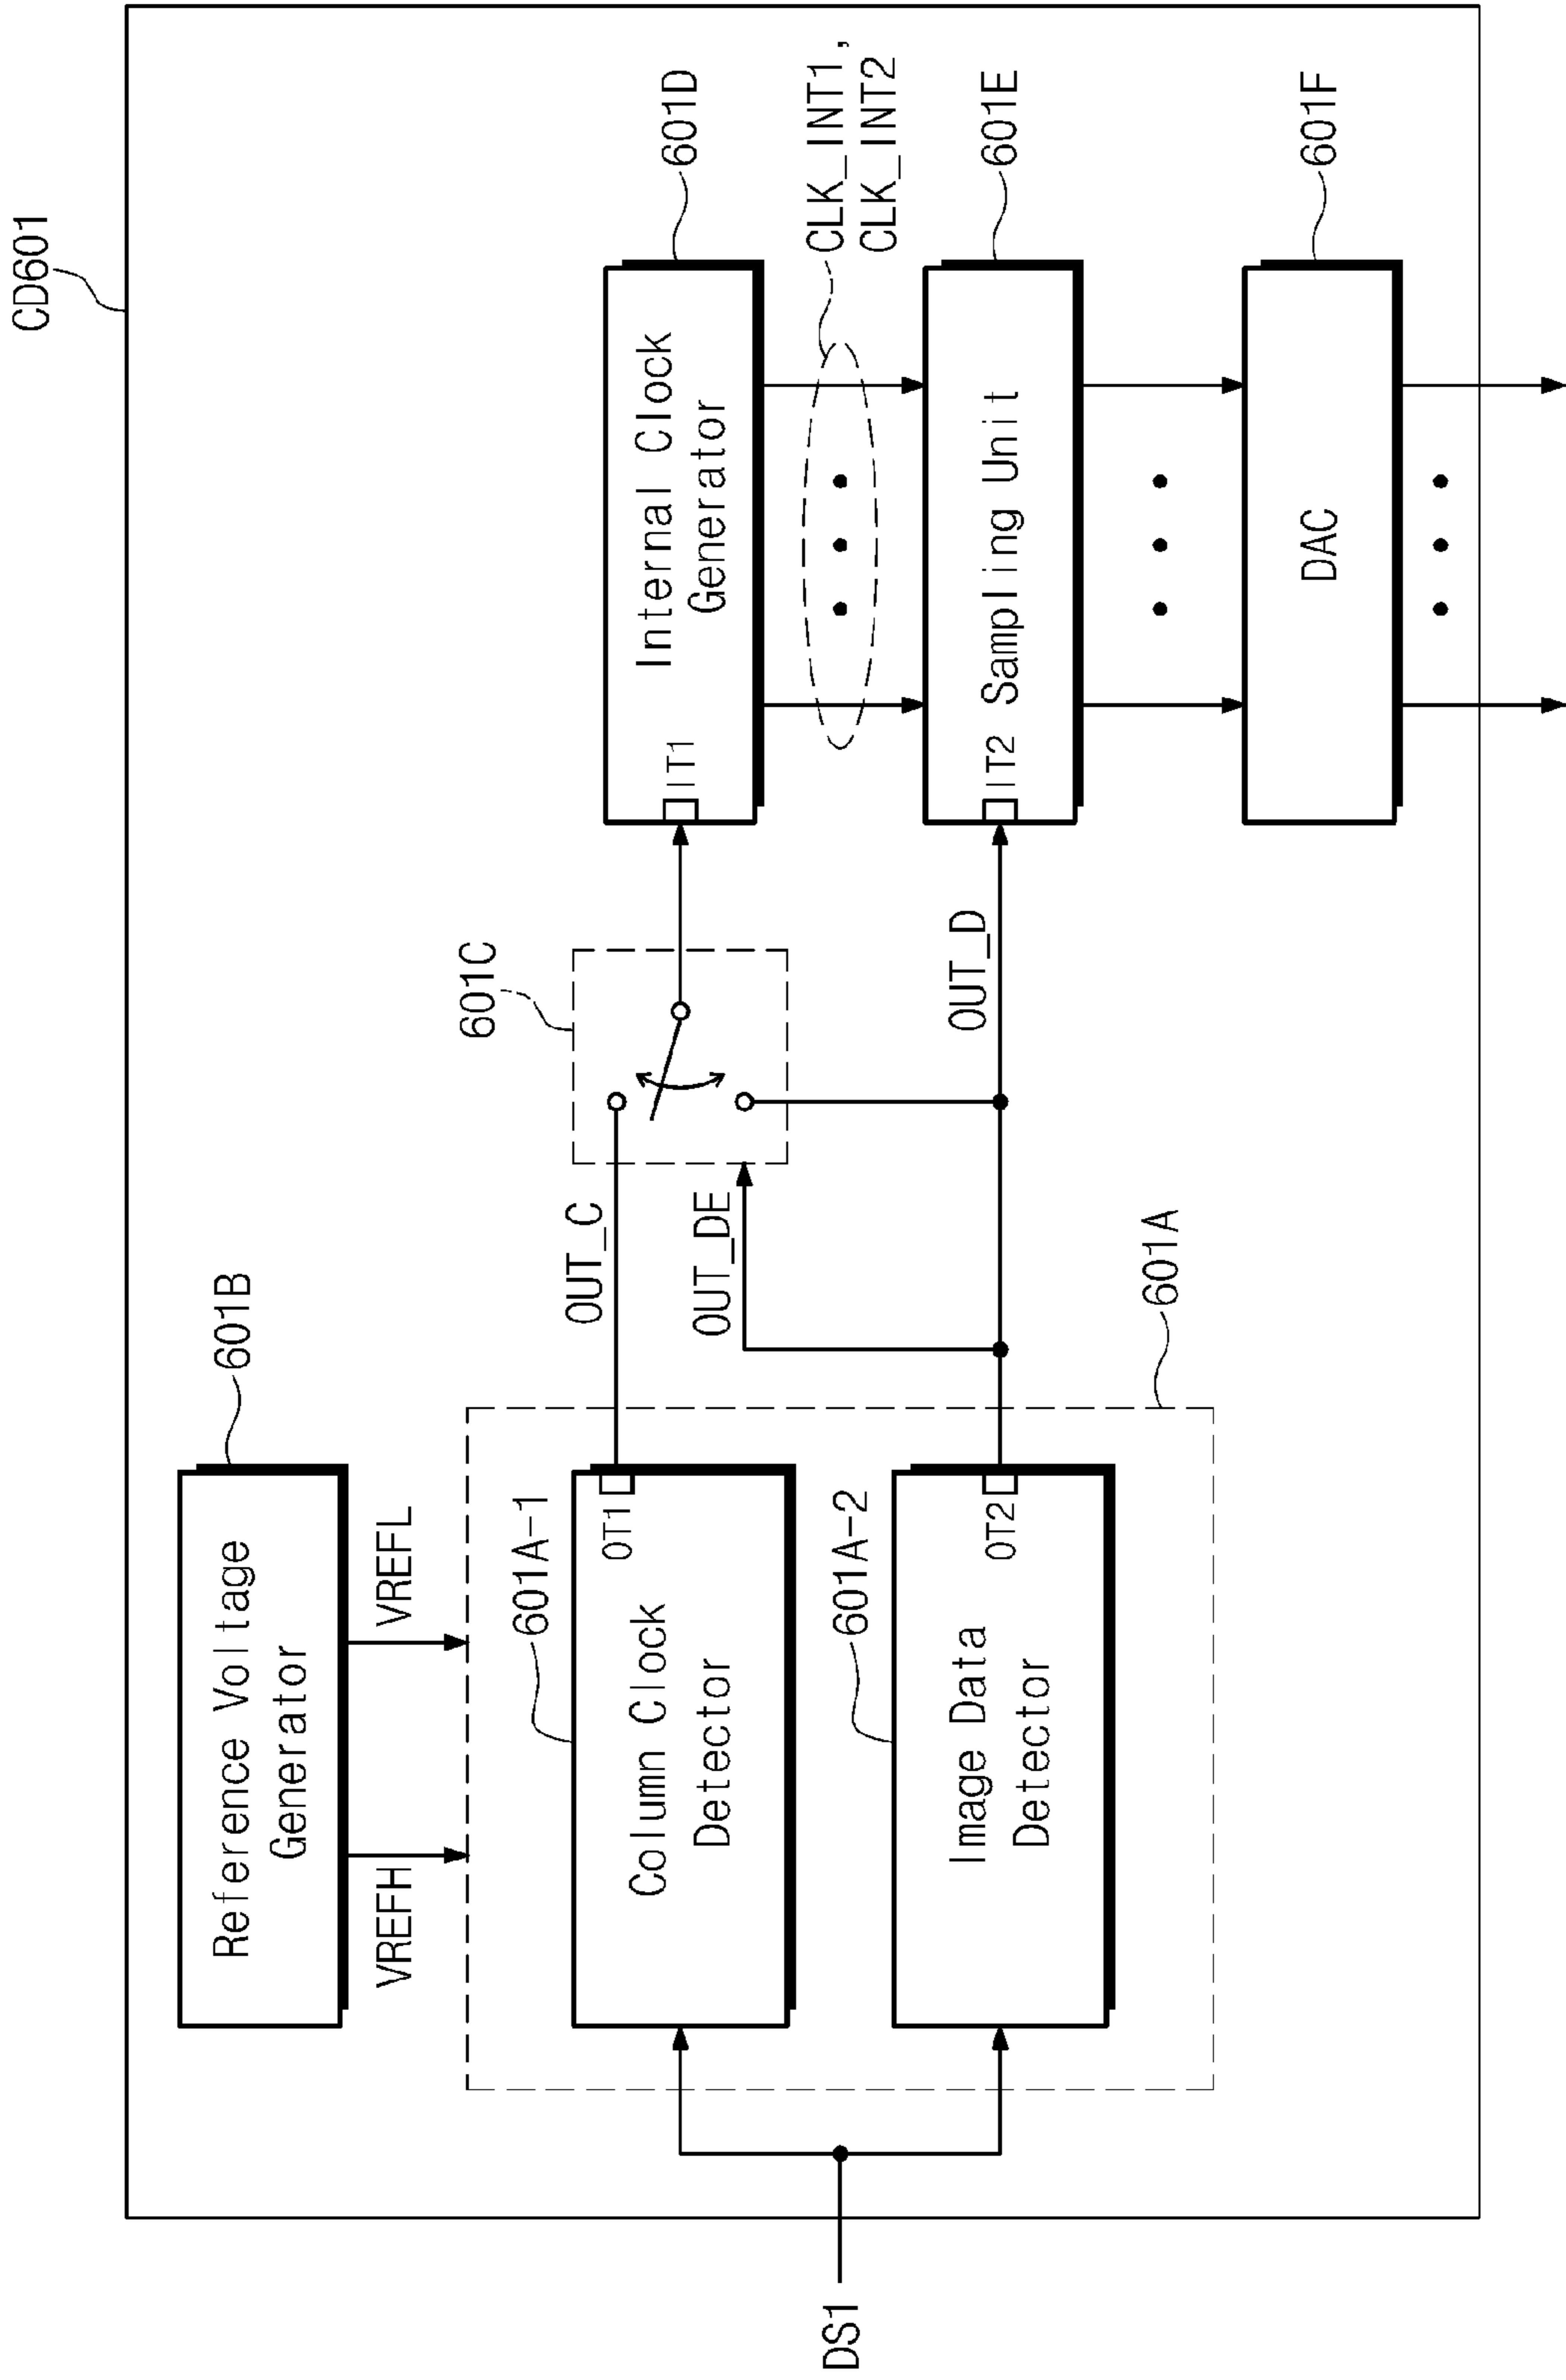 CD601
Reference Voltage
Generator
601B
VREFH
VREFL
601A-1
Column Clock
Detector
OT1
OUT_C
601C
IT1
Internal Clock
Generator
601D
OUT_DE
CLK_INT1,
CLK_INT2
DS1
601A-2
Image Data
Detector
OT2
OUT_D
IT2 Sampling Unit
601E
601A
DAC
601F